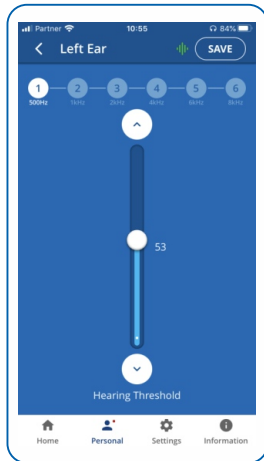 Partner 10:55 84%
Left Ear SAVE
1 2 3 4 5 6
500Hz 1kHz 2kHz 4kHz 6kHz 8kHz
53
Hearing Threshold
Home Personal Settings Information